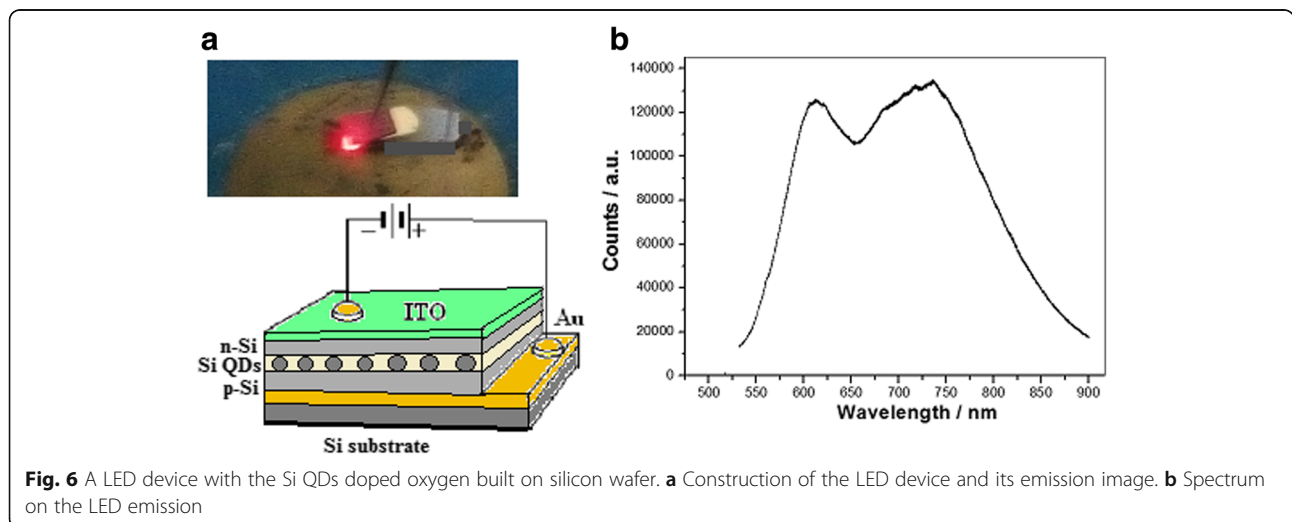 a
b
− +
ITO
Au
n-Si
Si QDs
p-Si
Si substrate
Counts / a.u.
140000
120000
100000
80000
60000
40000
20000
0
500 550 600 650 700 750 800 850 900
Wavelength / nm
Fig. 6 A LED device with the Si QDs doped oxygen built on silicon wafer. a Construction of the LED device and its emission image. b Spectrum
on the LED emission